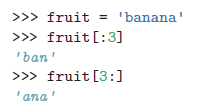 >>> fruit = 'banana'
>>> fruit[:3]
'ban'
>>> fruit[3:]
'ana'